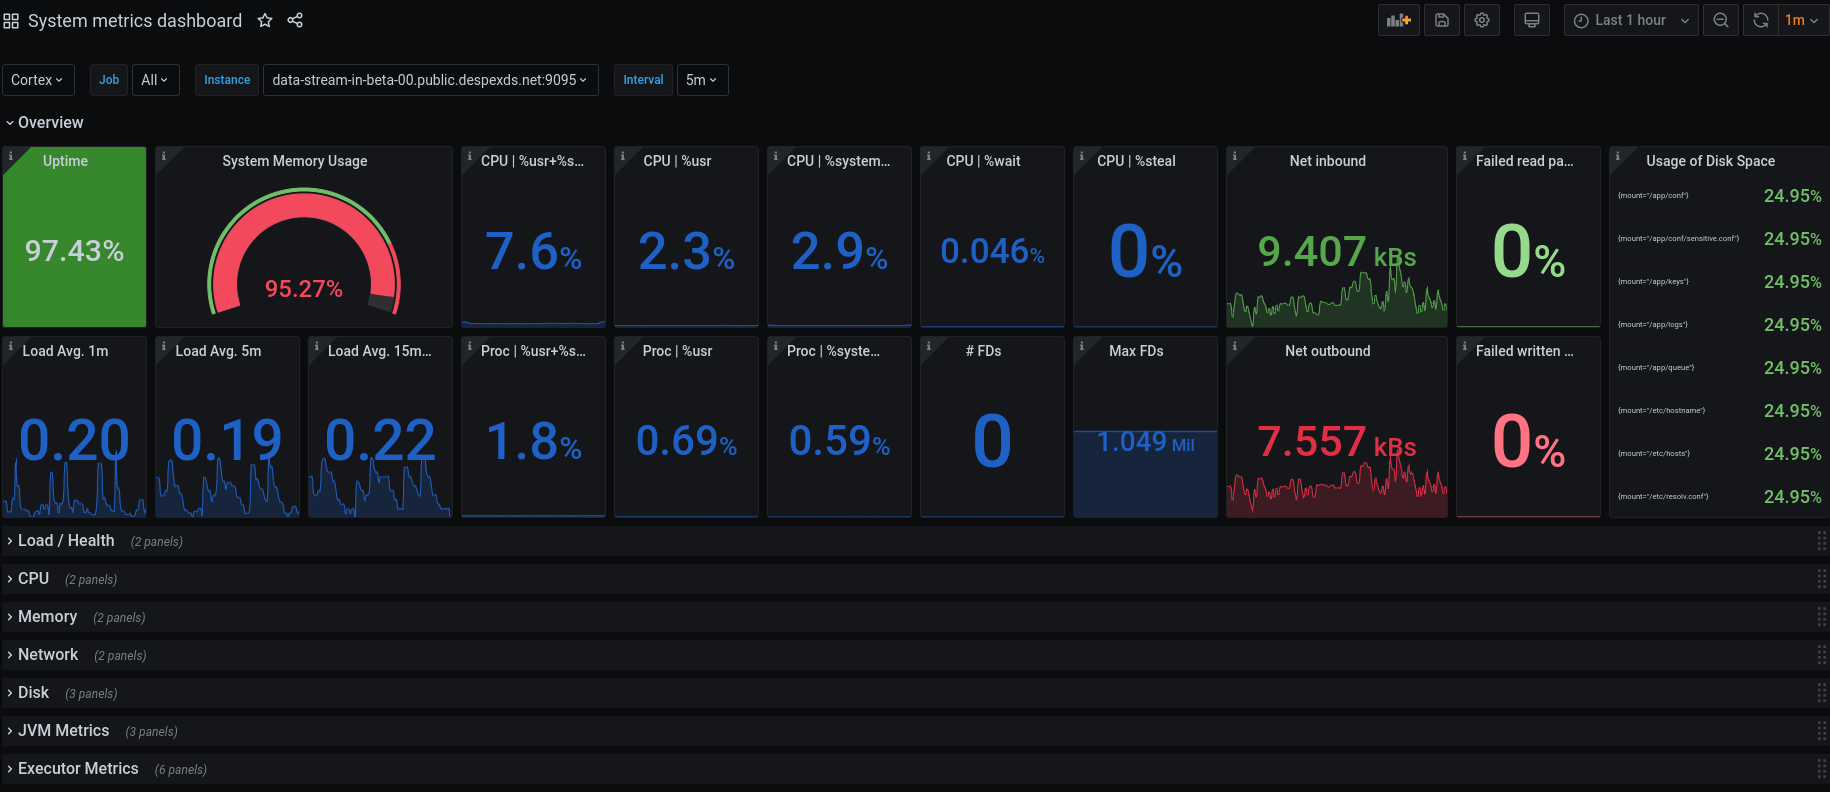 System metrics dashboard
Last 1 hour
1m
Cortex
Job
All
Instance
data-stream-in-beta-00.public.despexds.net:9095
Interval
5m
Overview
Uptime
97.43%
System Memory Usage
95.27%
CPU | %usr+%s...
7.6%
CPU | %usr
2.3%
CPU | %system...
2.9%
CPU | %wait
0.046%
CPU | %steal
0%
Net inbound
9.407 kBs
Failed read pa...
0%
Usage of Disk Space
{mount="/app/conf"} 24.95%
{mount="/app/conf/sensitive.conf"} 24.95%
{mount="/app/keys"} 24.95%
{mount="/app/logs"} 24.95%
{mount="/app/queue"} 24.95%
{mount="/etc/hostname"} 24.95%
{mount="/etc/hosts"} 24.95%
{mount="/etc/resolv.conf"} 24.95%
Load Avg. 1m
0.20
Load Avg. 5m
0.19
Load Avg. 15m...
0.22
Proc | %usr+%s...
1.8%
Proc | %usr
0.69%
Proc | %syste...
0.59%
# FDs
0
Max FDs
1.049 Mil
Net outbound
7.557 kBs
Failed written ...
0%
Load / Health (2 panels)
CPU (2 panels)
Memory (2 panels)
Network (2 panels)
Disk (3 panels)
JVM Metrics (3 panels)
Executor Metrics (6 panels)